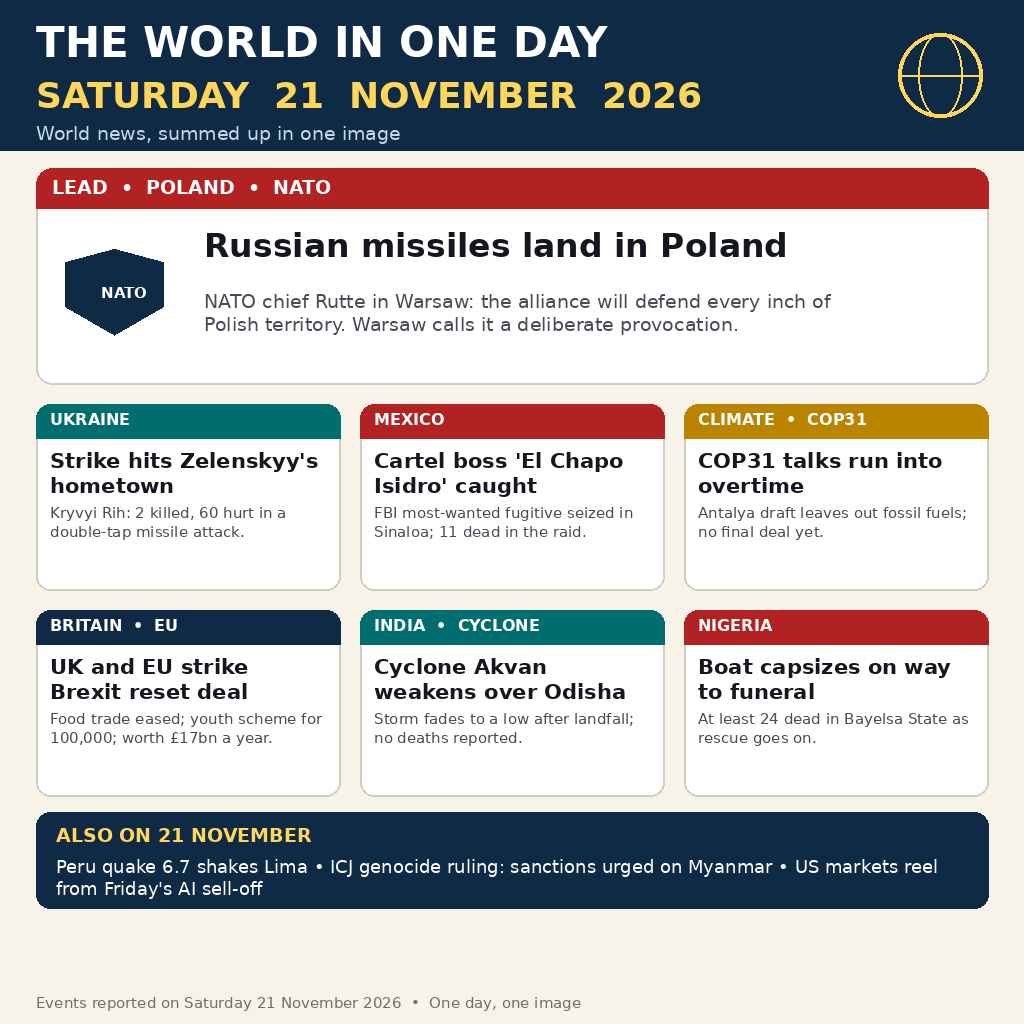 THE WORLD IN ONE DAY
SATURDAY 21 NOVEMBER 2026
World news, summed up in one image
LEAD • POLAND • NATO
NATO
Russian missiles land in Poland
NATO chief Rutte in Warsaw: the alliance will defend every inch of
Polish territory. Warsaw calls it a deliberate provocation.
UKRAINE
Strike hits Zelenskyy's
hometown
Kryvyi Rih: 2 killed, 60 hurt in a
double-tap missile attack.
MEXICO
Cartel boss 'El Chapo
Isidro' caught
FBI most-wanted fugitive seized in
Sinaloa; 11 dead in the raid.
CLIMATE • COP31
COP31 talks run into
overtime
Antalya draft leaves out fossil fuels;
no final deal yet.
BRITAIN • EU
UK and EU strike
Brexit reset deal
Food trade eased; youth scheme for
100,000; worth £17bn a year.
INDIA • CYCLONE
Cyclone Akvan
weakens over Odisha
Storm fades to a low after landfall;
no deaths reported.
NIGERIA
Boat capsizes on way
to funeral
At least 24 dead in Bayelsa State as
rescue goes on.
ALSO ON 21 NOVEMBER
Peru quake 6.7 shakes Lima • ICJ genocide ruling: sanctions urged on Myanmar • US markets reel
from Friday's AI sell-off
Events reported on Saturday 21 November 2026 • One day, one image